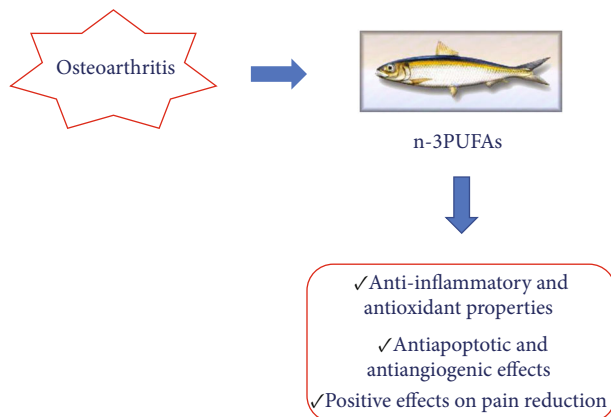 Osteoarthritis
n-3PUFAs
✓Anti-inflammatory and
antioxidant properties
✓Antiapoptotic and
antiangiogenic effects
✓Positive effects on pain reduction